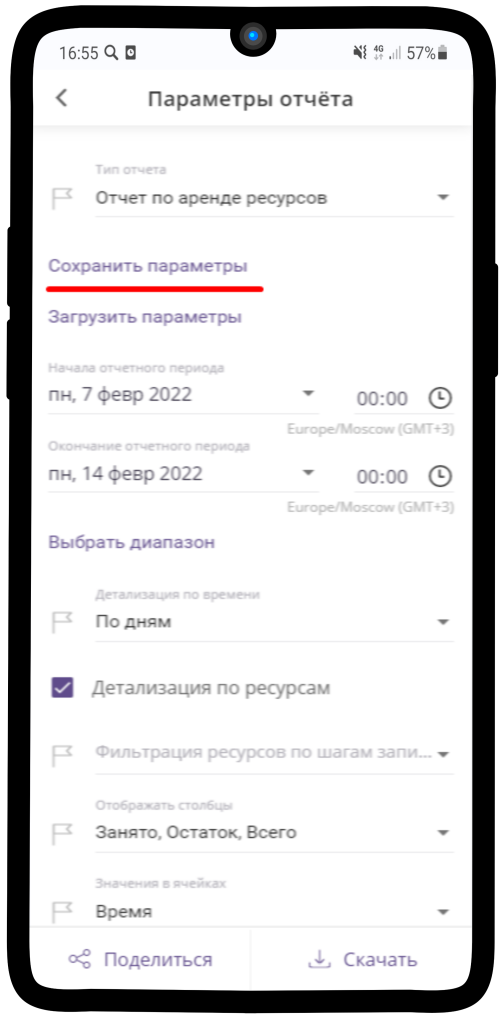 16:55 4G 57%
Параметры отчёта
Тип отчета
Отчет по аренде ресурсов
Сохранить параметры
Загрузить параметры
Начала отчетного периода
пн, 7 февр 2022 00:00
Europe/Moscow (GMT+3)
Окончание отчетного периода
пн, 14 февр 2022 00:00
Europe/Moscow (GMT+3)
Выбрать диапазон
Детализация по времени
По дням
Детализация по ресурсам
Фильтрация ресурсов по шагам запи...
Отображать столбцы
Занято, Остаток, Всего
Значения в ячейках
Время
Поделиться Скачать